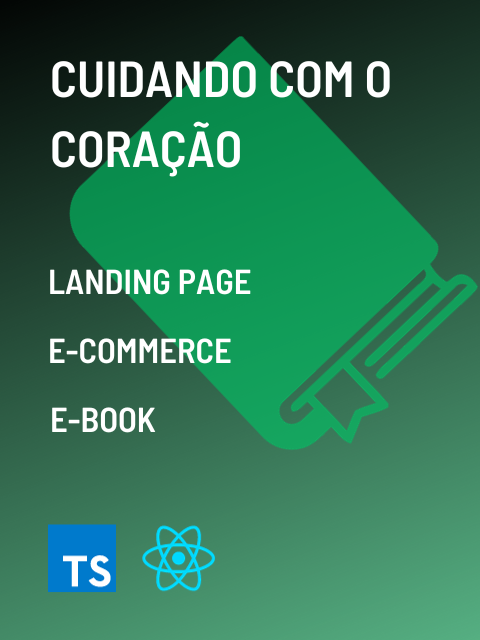 CUIDANDO COM O
CORAÇÃO
LANDING PAGE
E-COMMERCE
E-BOOK
TS